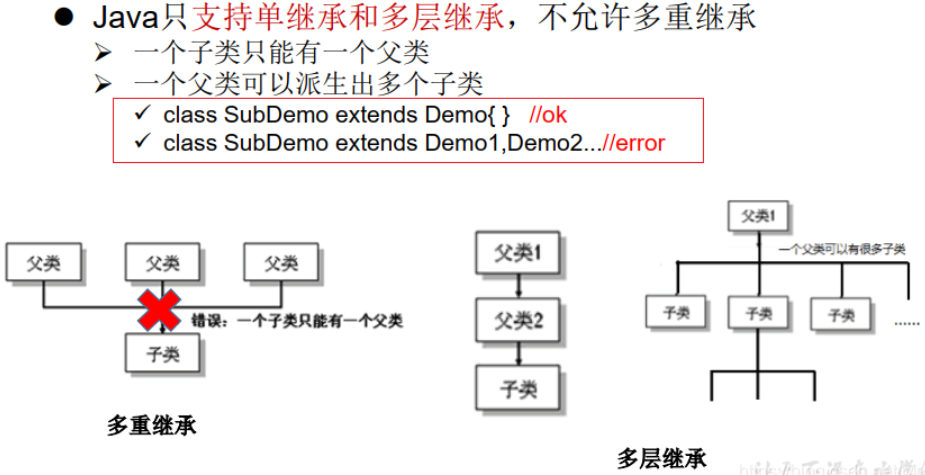 ● Java只支持单继承和多层继承，不允许多重继承
➤ 一个子类只能有一个父类
➤ 一个父类可以派生出多个子类
✓ class SubDemo extends Demo{ } //ok
✓ class SubDemo extends Demo1,Demo2...//error
父类 父类 父类
错误：一个子类只能有一个父类
子类
多重继承
父类1
父类2
子类
父类1
一个父类可以有很多子类
子类 子类 子类 ......
多层继承